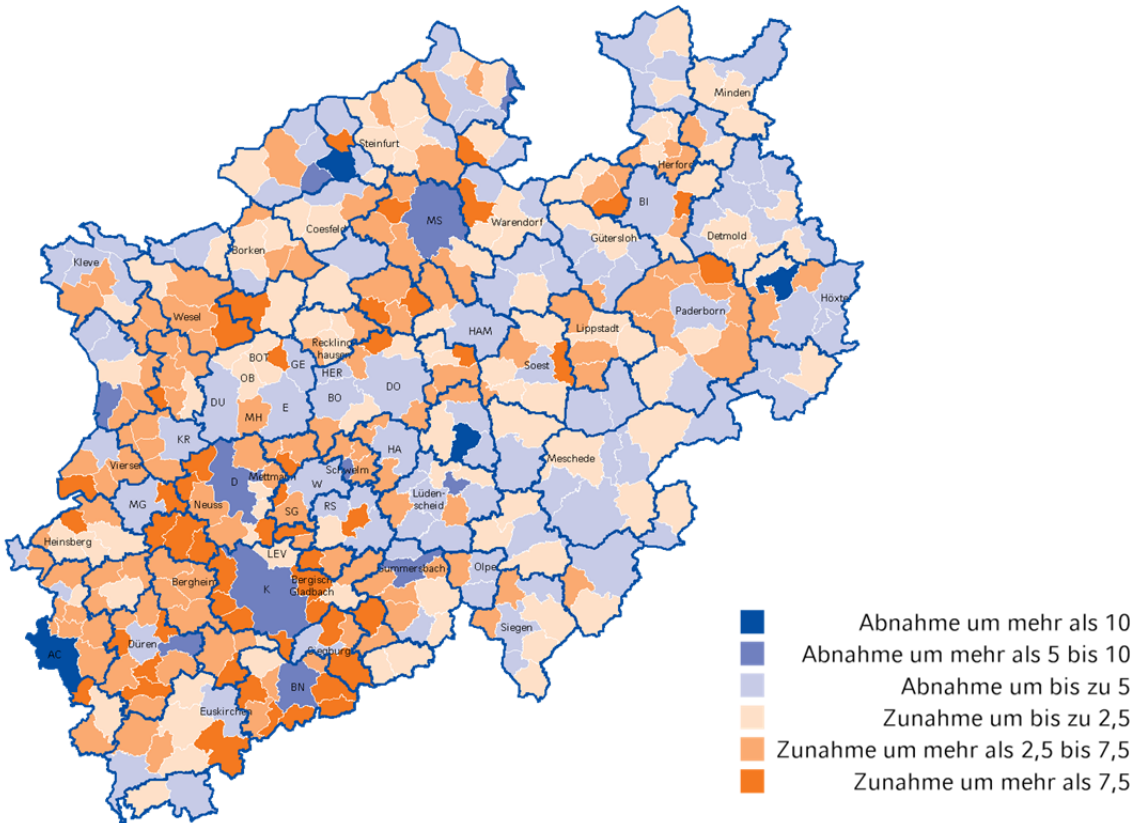 Minden
Steinfurt
Herford
BI
MS
Warendorf
Coesfeld
Gütersloh
Detmold
Borken
Kleve
Höxter
Paderborn
Wesel
Lippstadt
HAM
Reckling
hausen
BOT
GE
Soest
HER
OB
DO
DU
E
BO
MH
KR
HA
Meschede
Viersen
Mettmann
Schwelm
D
W
Lüden-
scheid
MG
Neuss
SG
RS
Heinsberg
LEV
Olpe
Gummersbach
Bergheim
Bergisch
Gladbach
K
Siegen
Düren
Siegburg
AC
BN
Euskirchen
Abnahme um mehr als 10
Abnahme um mehr als 5 bis 10
Abnahme um bis zu 5
Zunahme um bis zu 2,5
Zunahme um mehr als 2,5 bis 7,5
Zunahme um mehr als 7,5